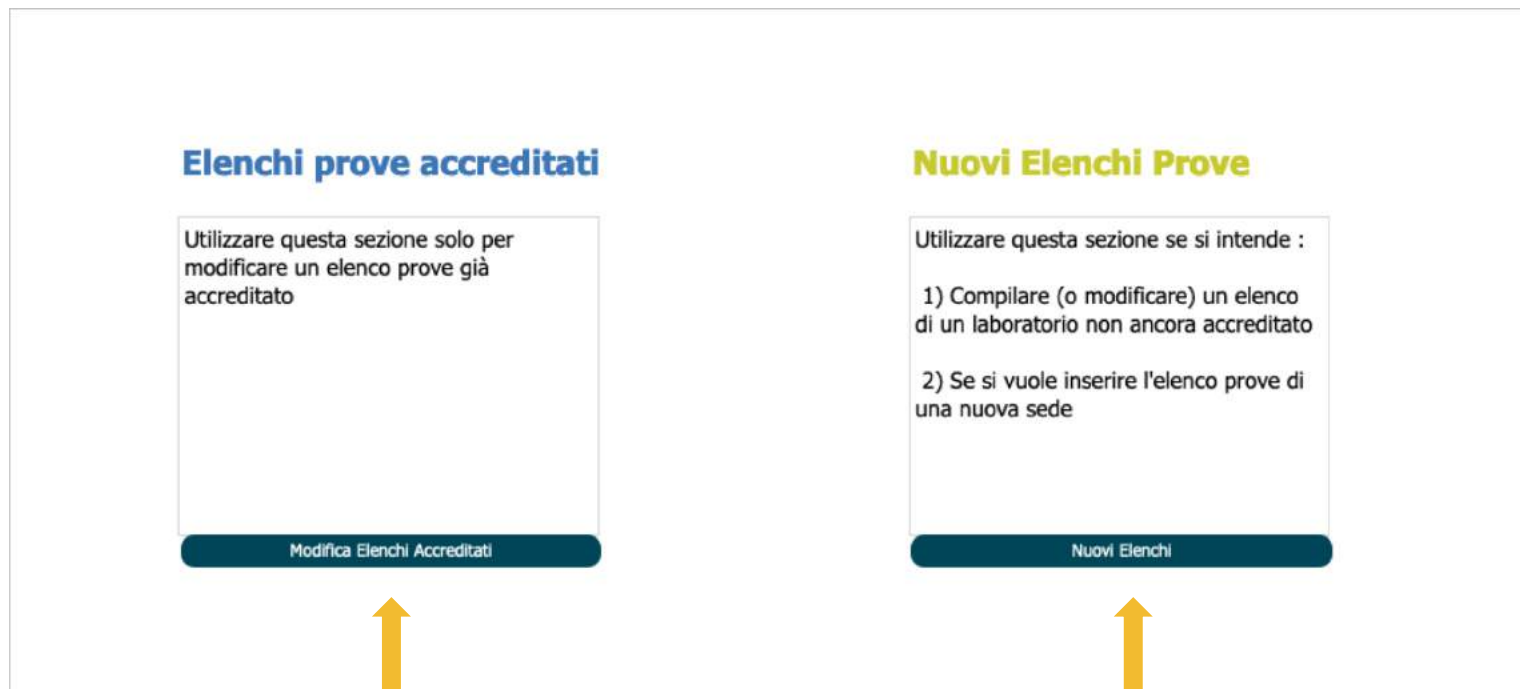 Elenchi prove accreditati
Utilizzare questa sezione solo per
modificare un elenco prove già
accreditato
Modifica Elenchi Accreditati
Nuovi Elenchi Prove
Utilizzare questa sezione se si intende :
1) Compilare (o modificare) un elenco
di un laboratorio non ancora accreditato
2) Se si vuole inserire l'elenco prove di
una nuova sede
Nuovi Elenchi